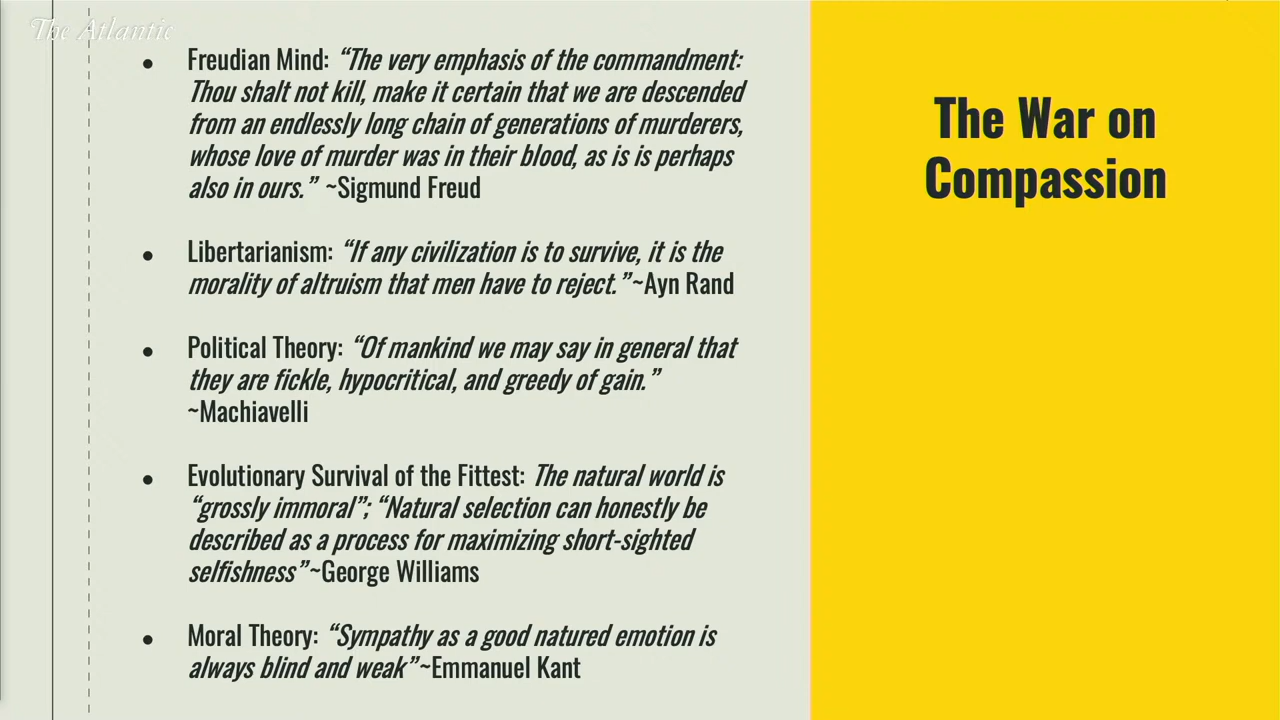 The Atlantic
• Freudian Mind: “The very emphasis of the commandment:
Thou shalt not kill, make it certain that we are descended
from an endlessly long chain of generations of murderers,
whose love of murder was in their blood, as is is perhaps
also in ours.” ~Sigmund Freud
• Libertarianism: “If any civilization is to survive, it is the
morality of altruism that men have to reject.”~Ayn Rand
• Political Theory: “Of mankind we may say in general that
they are fickle, hypocritical, and greedy of gain.”
~Machiavelli
• Evolutionary Survival of the Fittest: The natural world is
“grossly immoral”; “Natural selection can honestly be
described as a process for maximizing short-sighted
selfishness”~George Williams
• Moral Theory: “Sympathy as a good natured emotion is
always blind and weak”~Emmanuel Kant
The War on
Compassion